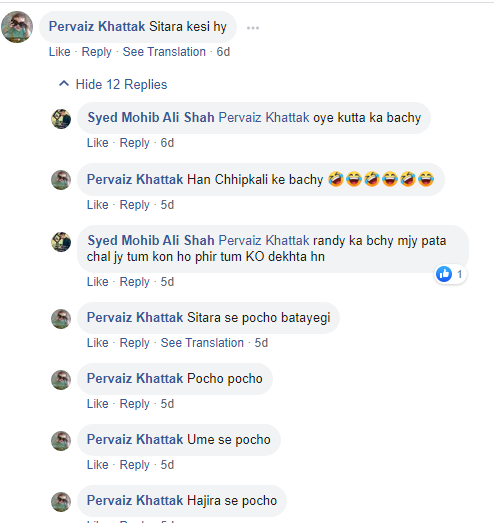 Pervaiz Khattak Sitara kesi hy
Like · Reply · See Translation · 6d
Hide 12 Replies
Syed Mohib Ali Shah Pervaiz Khattak oye kutta ka bachy
Like · Reply · 6d
Pervaiz Khattak Han Chhipkali ke bachy 🤣😂🤣😂🤣😂
Like · Reply · 5d
Syed Mohib Ali Shah Pervaiz Khattak randy ka bchy mjy pata
chal jy tum kon ho phir tum KO dekhta hn
1
Like · Reply · 5d
Pervaiz Khattak Sitara se pocho batayegi
Like · Reply · See Translation · 5d
Pervaiz Khattak Pocho pocho
Like · Reply · 5d
Pervaiz Khattak Ume se pocho
Like · Reply · 5d
Pervaiz Khattak Hajira se pocho